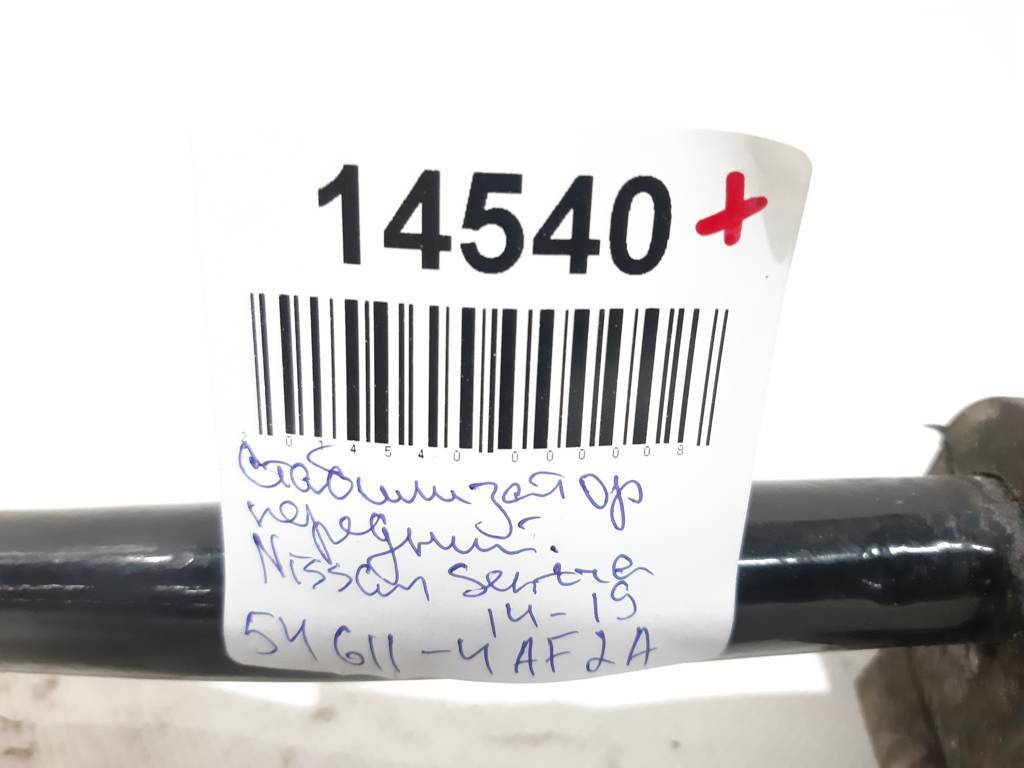 14540 +
2014540000008
Стабилизатор
передний.
Nissan Sentra
14-19
54611-4AF2A